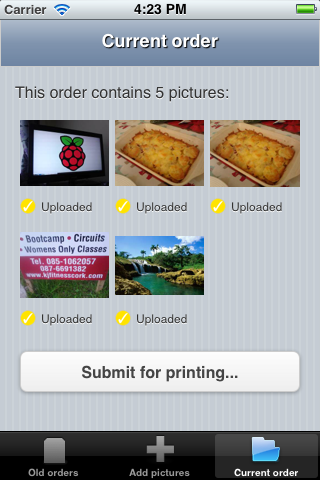 Carrier 4:23 PM
Current order
This order contains 5 pictures:
Uploaded Uploaded Uploaded
• Bootcamp • Circuits
• Womens Only Classes
Tel. 085-1062057
087-6691382
www.kjfitnesscork.com
Uploaded Uploaded
Submit for printing...
Old orders Add pictures Current order